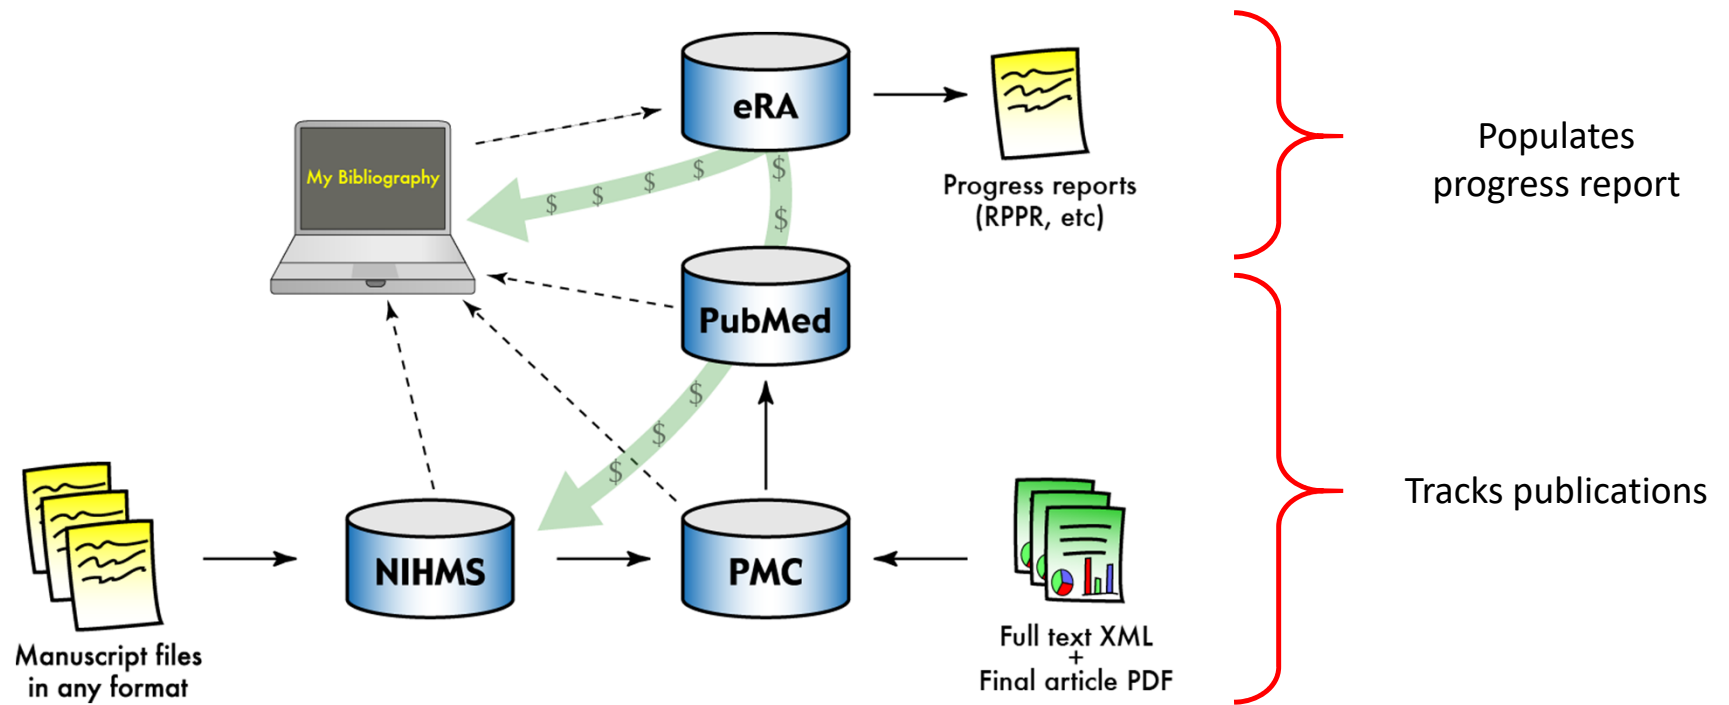 eRA
My Bibliography
$ $ $ $ $
$
Progress reports
(RPPR, etc)
Populates
progress report
PubMed
$
$
$
Tracks publications
NIHMS
PMC
Manuscript files
in any format
Full text XML
+
Final article PDF